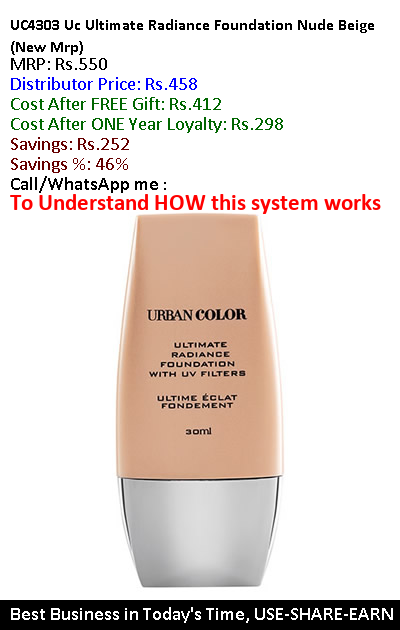 UC4303 Uc Ultimate Radiance Foundation Nude Beige
(New Mrp)
MRP: Rs.550
Distributor Price: Rs.458
Cost After FREE Gift: Rs.412
Cost After ONE Year Loyalty: Rs.298
Savings: Rs.252
Savings %: 46%
Call/WhatsApp me :
To Understand HOW this system works
URBAN COLOR
ULTIMATE
RADIANCE
FOUNDATION
WITH UV FILTERS
ULTIME ÉCLAT
FONDEMENT
30ml
Best Business in Today's Time, USE-SHARE-EARN